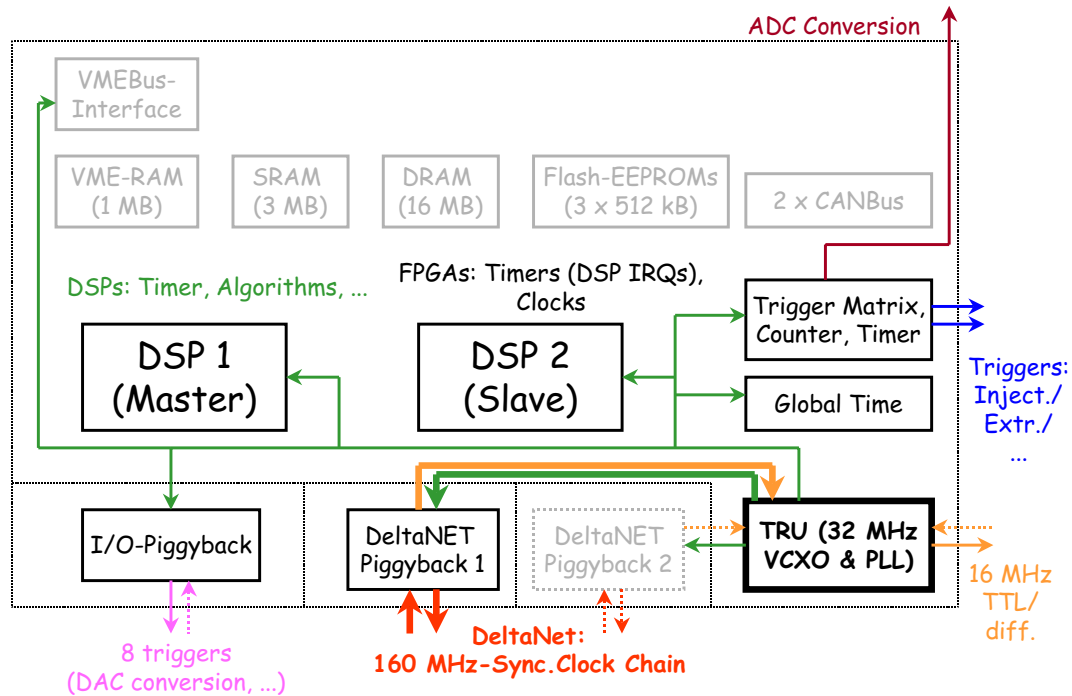 ADC Conversion
VMEBus-
Interface
VME-RAM
(1 MB)
SRAM
(3 MB)
DRAM
(16 MB)
Flash-EEPROMs
(3 x 512 kB)
2 x CANBus
DSPs: Timer, Algorithms, ...
FPGAs: Timers (DSP IRQs),
Clocks
DSP 1
(Master)
DSP 2
(Slave)
Trigger Matrix,
Counter, Timer
Global Time
Triggers:
Inject./
Extr./
...
I/O-Piggyback
DeltaNET
Piggyback 1
DeltaNET
Piggyback 2
TRU (32 MHz
VCXO & PLL)
16 MHz
TTL/
diff.
8 triggers
(DAC conversion, ...)
DeltaNet:
160 MHz-Sync.Clock Chain